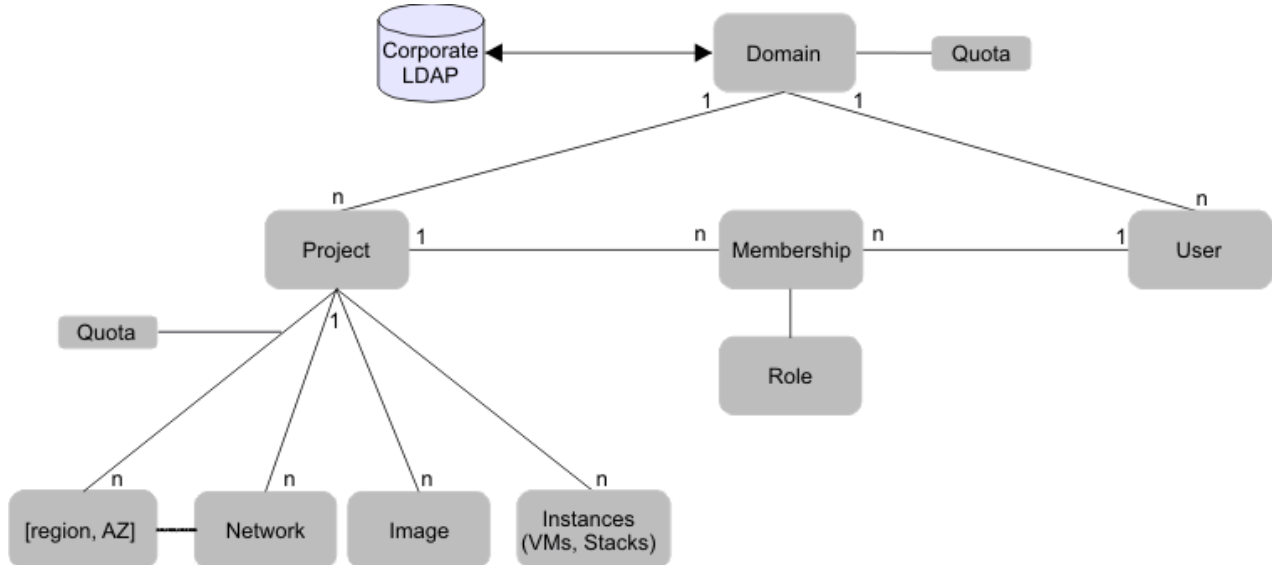 Corporate
LDAP
Domain
Quota
1
1
n
n
Project
1
n
Membership
n
1
User
Quota
1
Role
n
n
n
n
[region, AZ]
Network
Image
Instances
(VMs, Stacks)